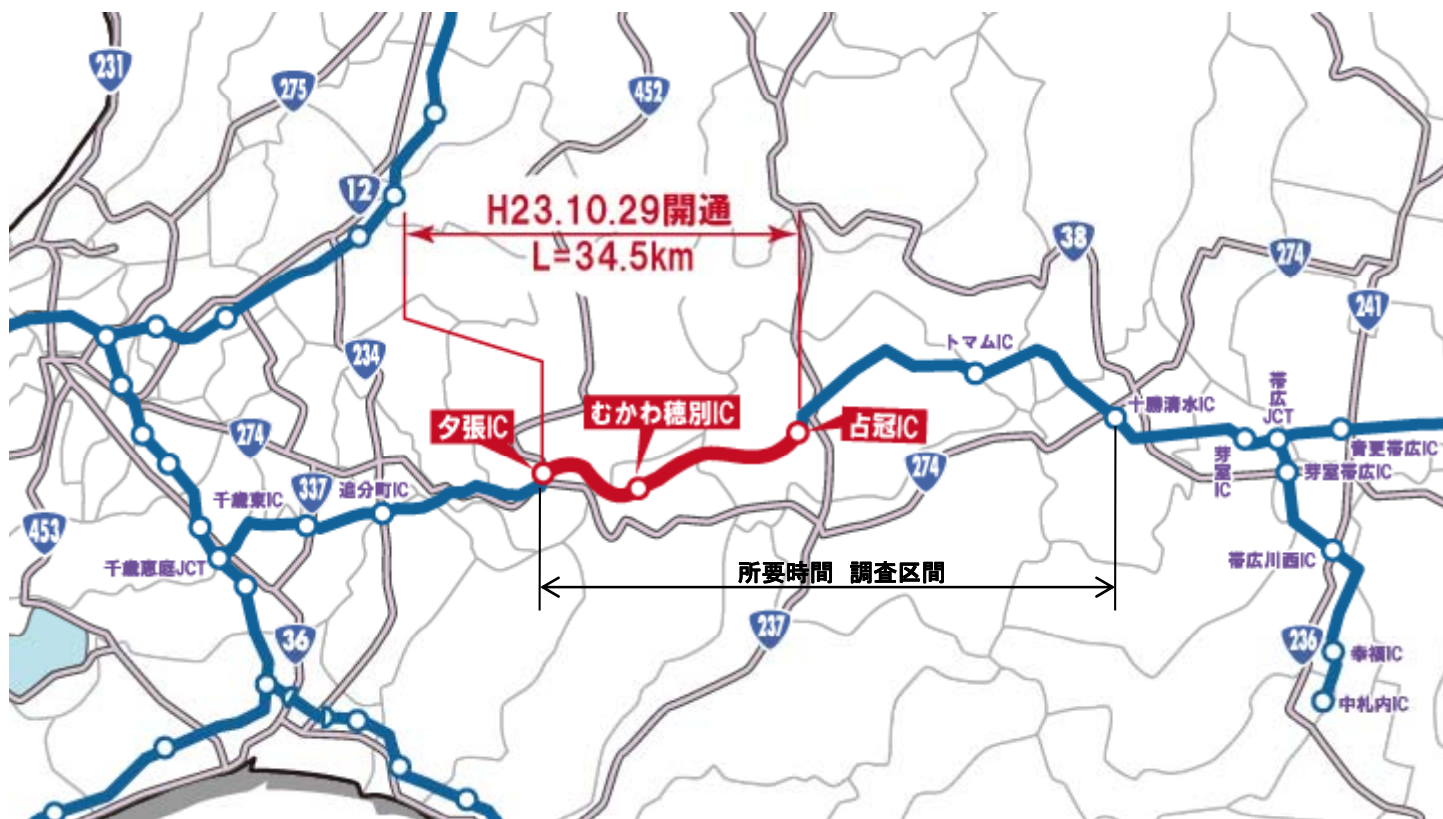 231
275
452
12
H23.10.29開通
L=34.5km
38
274
241
234
トマムIC
夕張IC
むかわ穂別IC
占冠IC
十勝清水IC
帯広JCT
音更帯広IC
芽室IC
芽室帯広IC
274
274
337
千歳東IC
追分町IC
453
千歳恵庭JCT
所要時間 調査区間
帯広川西IC
36
237
236
幸福IC
中札内IC